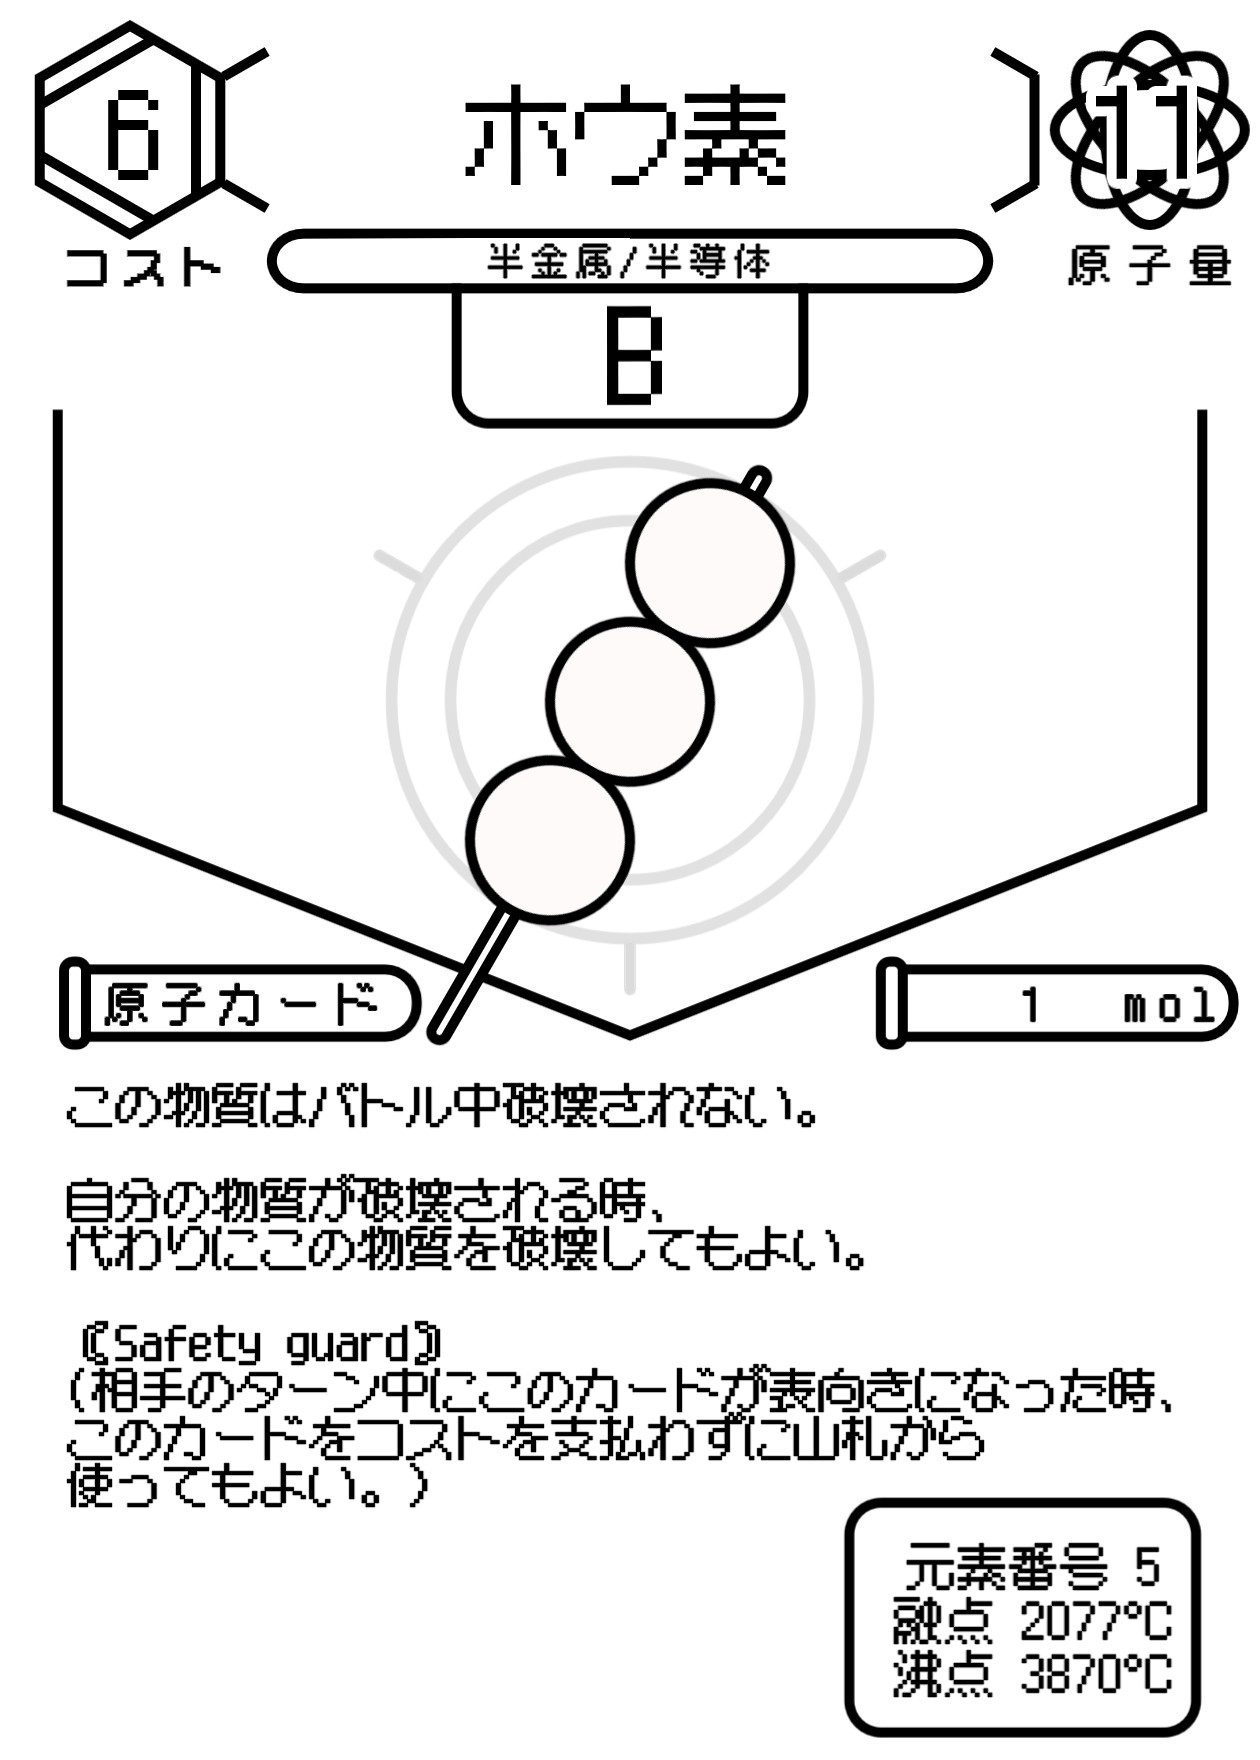 6
ホウ素
11
コスト
半金属/半導体
原子量
B
原子カード
1 mol
この物質はバトル中破壊されない。
自分の物質が破壊される時、
代わりにこの物質を破壊してもよい。
⟪Safety guard⟫
(相手のターン中にこのカードが表向きになった時、
このカードをコストを支払わずに山札から
使ってもよい。)
元素番号 5
融点 2077℃
沸点 3870℃